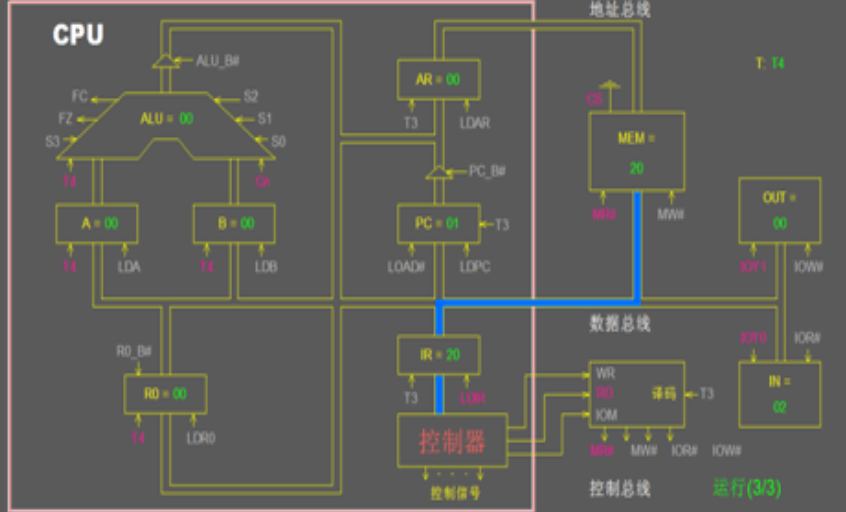 地址总线
CPU
ALU_B#
T: T4
AR = 00
FC
S2
CS
ALU = 00
FZ
S1
T3
LDAR
S3
S0
MEM =
20
T4
CN
PC_B#
OUT =
00
A = 00
B = 00
PC = 01
T3
MR#
MW#
T4
LDA
T4
LDB
LOAD#
LDPC
IOY1
IOW#
数据总线
R0_B#
IR = 20
IOY0
IOR#
R0 = 00
T3
LDIR
WR
RD
IOM
译码
T3
IN =
02
T4
LDR0
控制器
MR#
MW#
IOR#
IOW#
控制信号
控制总线
运行(3/3)